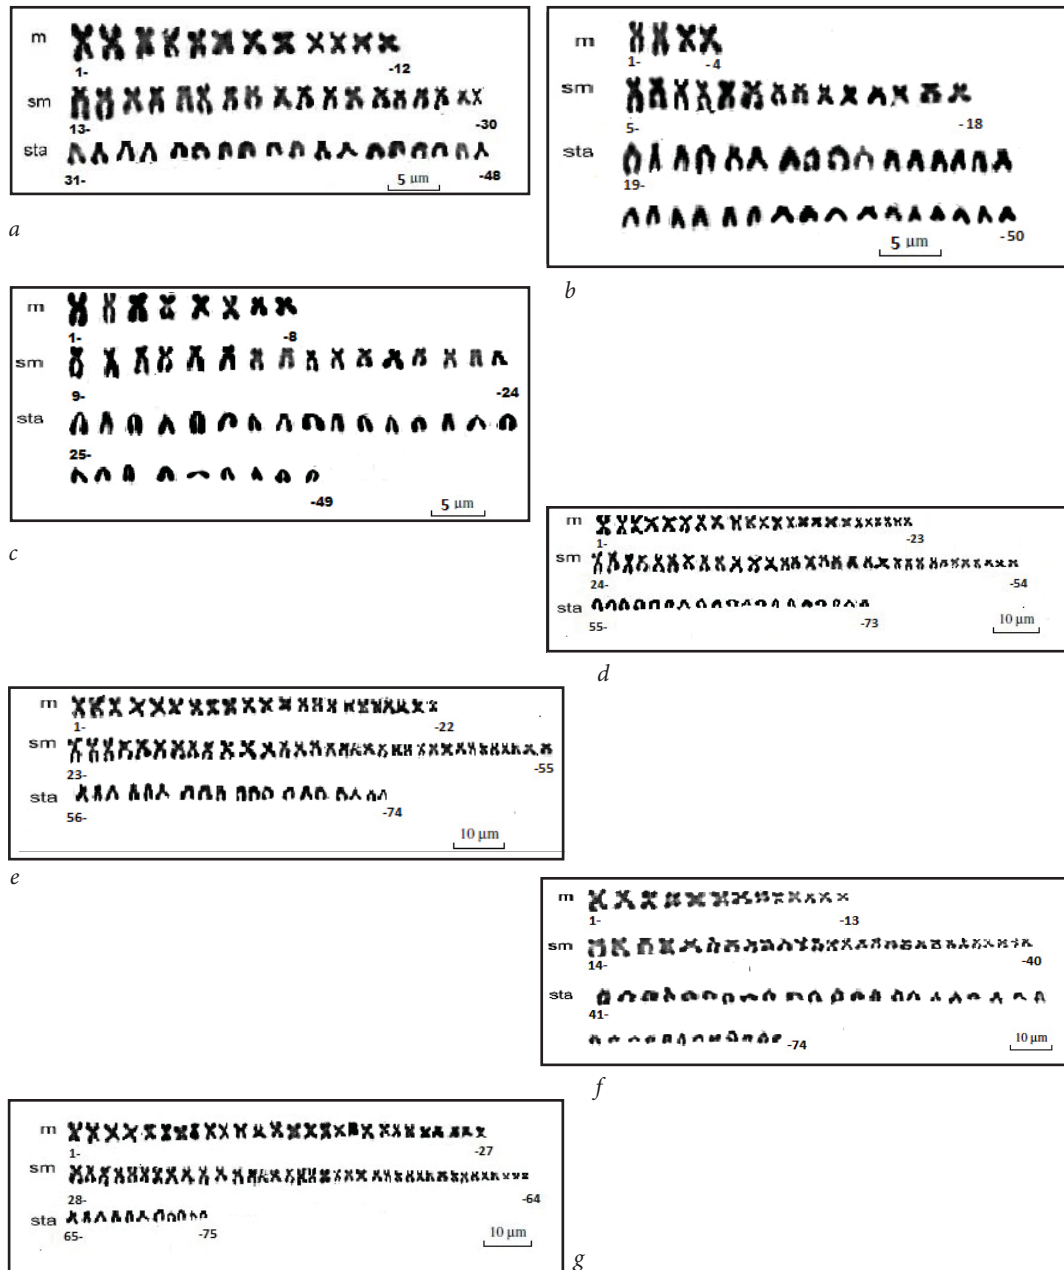 m
1- -12
sm
13- -30
sta
31- -48
5 µm
a
m
1- -4
sm
5- -18
sta
19-
-50
5 µm
b
m
1- -8
sm
9- -24
sta
25-
-49
5 µm
c
m
1- -23
sm
24- -54
sta
55- -73
10 µm
d
m
1- -22
sm
23- -55
sta
56- -74
10 µm
e
m
1- -13
sm
14- -40
sta
41-
-74
10 µm
f
m
1- -27
sm
28- -64
sta
65- -75
10 µm
g